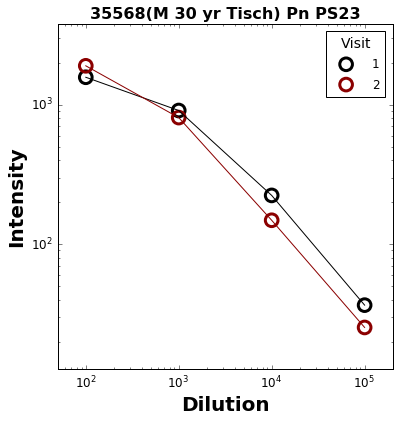 35568(M 30 yr Tisch) Pn PS23
Visit
1
2
10³
10²
Intensity
10² 10³ 10⁴ 10⁵
Dilution